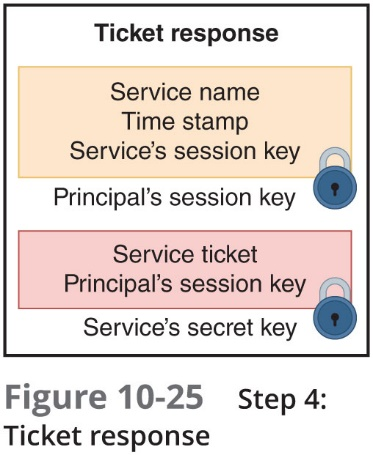 Ticket response
Service name
Time stamp
Service's session key
Principal's session key
Service ticket
Principal's session key
Service's secret key
Figure 10-25 Step 4:
Ticket response